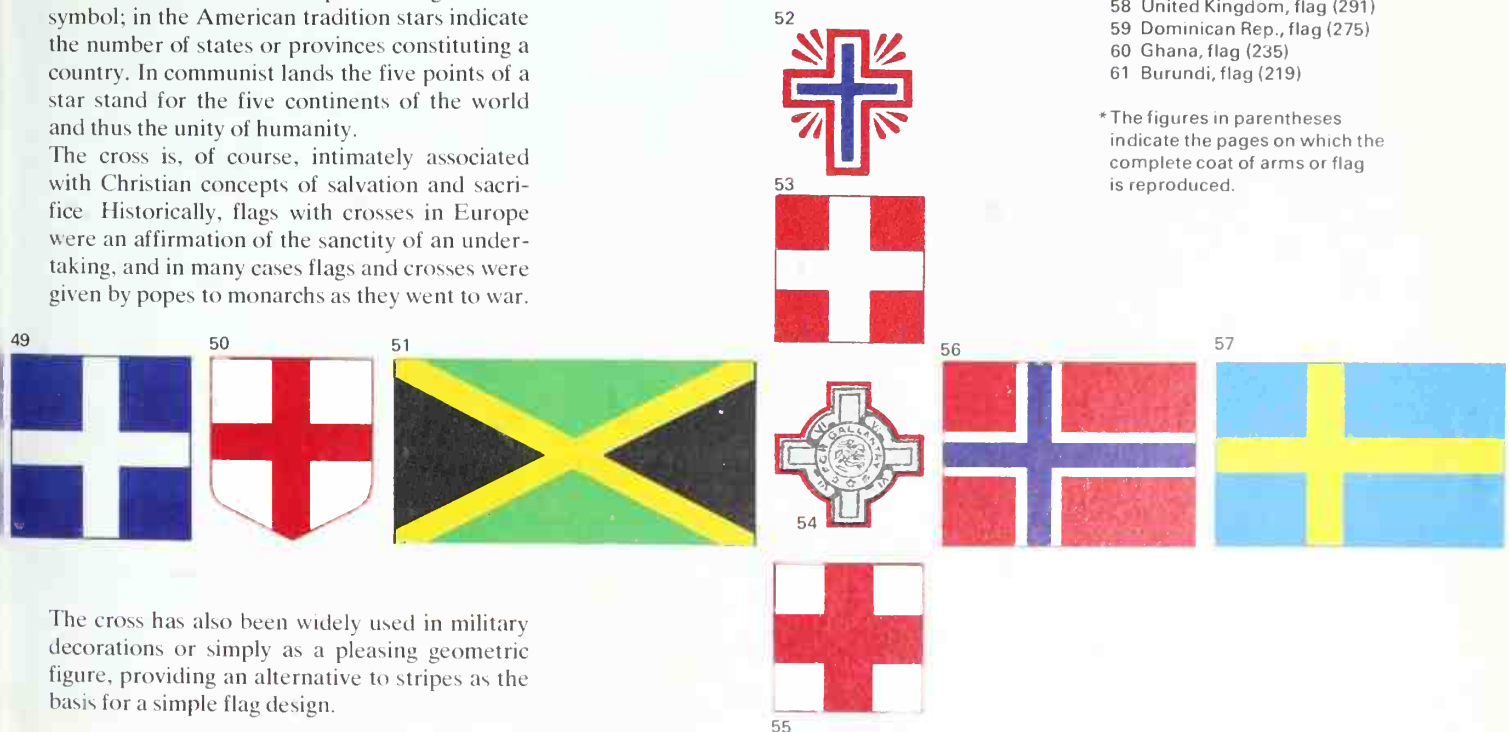 symbol; in the American tradition stars indicate
the number of states or provinces constituting a
country. In communist lands the five points of a
star stand for the five continents of the world
and thus the unity of humanity.
The cross is, of course, intimately associated
with Christian concepts of salvation and sacri-
fice Historically, flags with crosses in Europe
were an affirmation of the sanctity of an under-
taking, and in many cases flags and crosses were
given by popes to monarchs as they went to war.
52
58 United Kingdom, flag (291)
59 Dominican Rep., flag (275)
60 Ghana, flag (235)
61 Burundi, flag (219)
* The figures in parentheses
indicate the pages on which the
complete coat of arms or flag
is reproduced.
53
49
50
51
56
57
GALLANTRY
54
The cross has also been widely used in military
decorations or simply as a pleasing geometric
figure, providing an alternative to stripes as the
basis for a simple flag design.
55